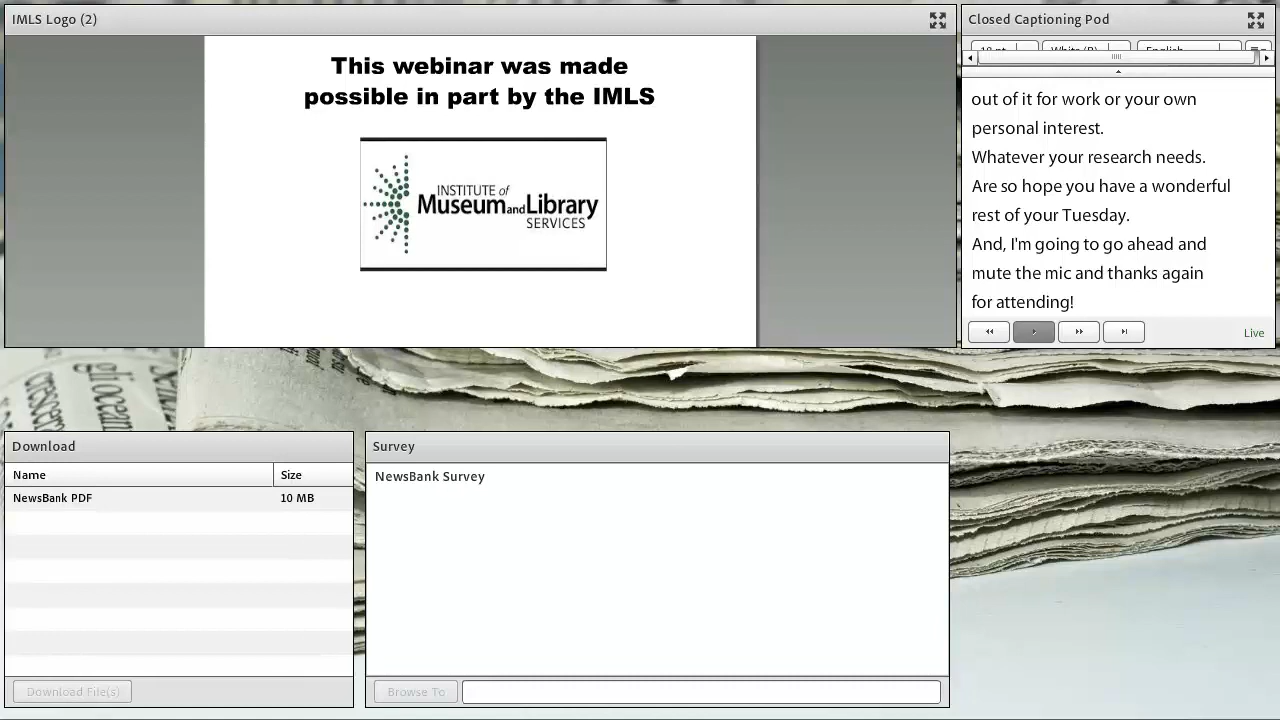 IMLS Logo (2)
This webinar was made
possible in part by the IMLS
INSTITUTE of
Museum and Library
SERVICES
Closed Captioning Pod
out of it for work or your own
personal interest.
Whatever your research needs.
Are so hope you have a wonderful
rest of your Tuesday.
And, I'm going to go ahead and
mute the mic and thanks again
for attending!
Live
Download
Name Size
NewsBank PDF 10 MB
Download File(s)
Survey
NewsBank Survey
Browse To